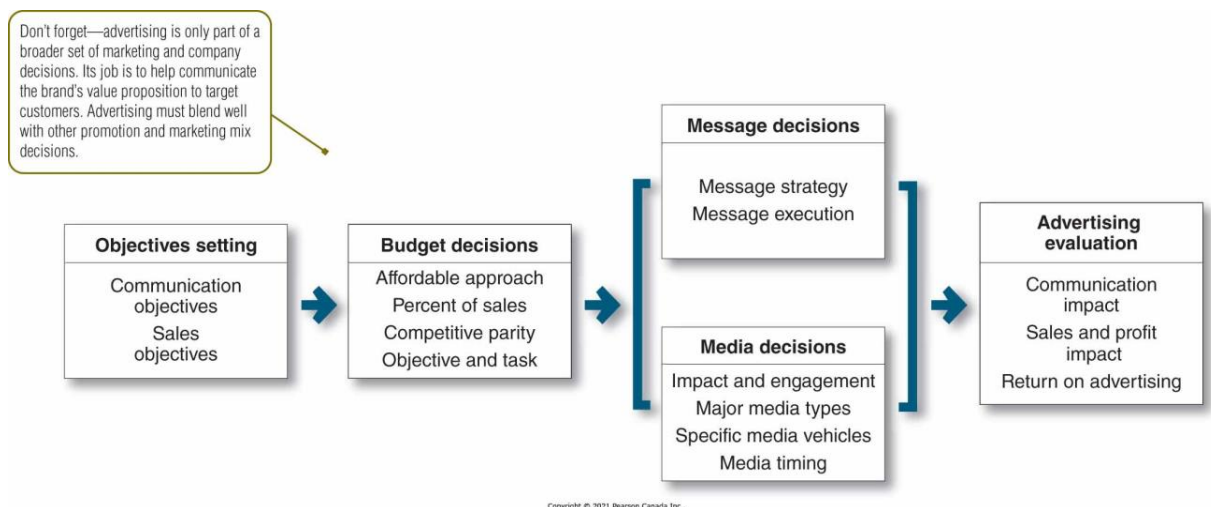 Don't forget—advertising is only part of a
broader set of marketing and company
decisions. Its job is to help communicate
the brand's value proposition to target
customers. Advertising must blend well
with other promotion and marketing mix
decisions.
Objectives setting
Communication
objectives
Sales
objectives
Budget decisions
Affordable approach
Percent of sales
Competitive parity
Objective and task
Message decisions
Message strategy
Message execution
Media decisions
Impact and engagement
Major media types
Specific media vehicles
Media timing
Advertising
evaluation
Communication
impact
Sales and profit
impact
Return on advertising
Copyright © 2021 Pearson Canada Inc.